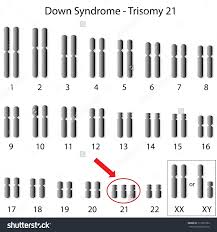 Down Syndrome - Trisomy 21
1 2 3 4 5 6 7 8
9 10 11 12 13 14 15 16
17 18 19 20 21 22 XX or XY
shutterstock